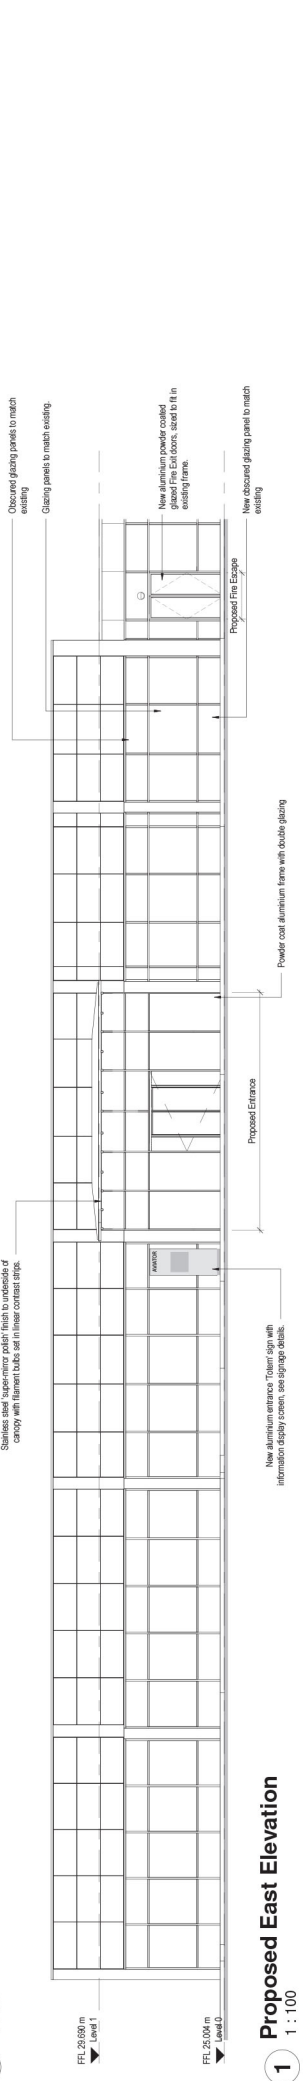 Stainless steel 'super-mirror polish' finish to underside of
canopy with filament bulbs set in linear contrast strips.
Obscured glazing panels to match
existing
Glazing panels to match existing.
New aluminium powder coated
glazed Fire Exit doors, sized to fit in
existing frame.
New obscured glazing panel to match
existing
Proposed Fire Escape
Powder coat aluminium frame with double glazing
Proposed Entrance
AVIATOR
New aluminium entrance 'Totem' sign with
information display screen, see signage details.
FFL 29.690 m
Level 1
FFL 25.004 m
Level 0
1
Proposed East Elevation
1 : 100